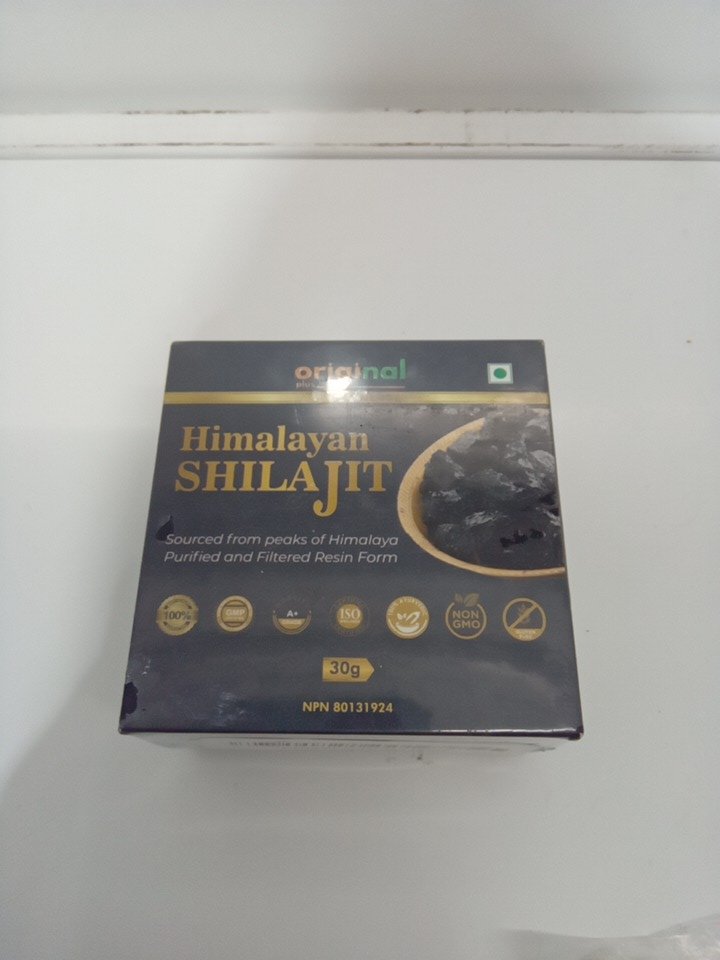 original
plus
Himalayan
SHILAJIT
Sourced from peaks of Himalaya
Purified and Filtered Resin Form
100%
GMP
A+
ISO
NON
GMO
30g
NPN 80131924